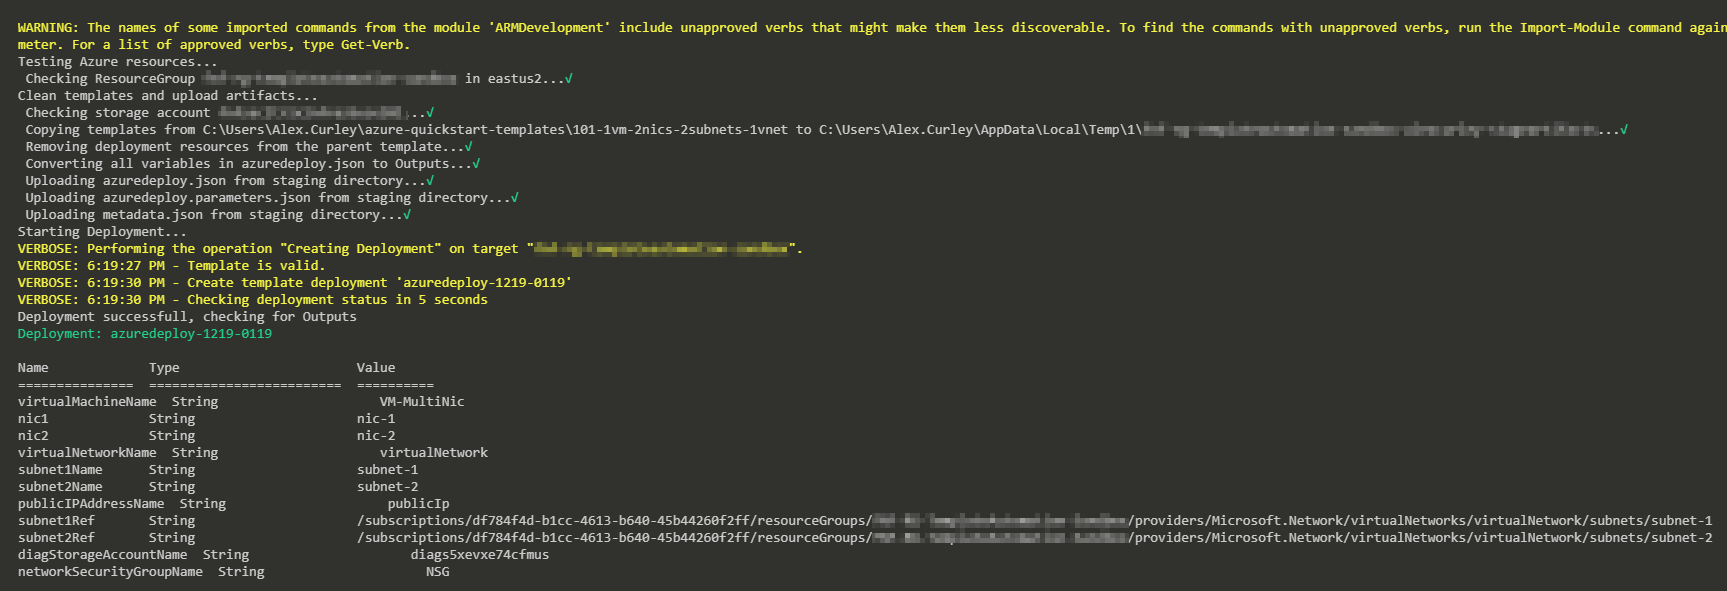 WARNING: The names of some imported commands from the module 'ARMDevelopment' include unapproved verbs that might make them less discoverable. To find the commands with unapproved verbs, run the Import-Module command again
meter. For a list of approved verbs, type Get-Verb.
Testing Azure resources...
Checking ResourceGroup in eastus2...√
Clean templates and upload artifacts...
Checking storage account ...√
Copying templates from C:\Users\Alex.Curley\azure-quickstart-templates\101-1vm-2nics-2subnets-1vnet to C:\Users\Alex.Curley\AppData\Local\Temp\1\...√
Removing deployment resources from the parent template...√
Converting all variables in azuredeploy.json to Outputs...√
Uploading azuredeploy.json from staging directory...√
Uploading azuredeploy.parameters.json from staging directory...√
Uploading metadata.json from staging directory...√
Starting Deployment...
VERBOSE: Performing the operation "Creating Deployment" on target "".
VERBOSE: 6:19:27 PM - Template is valid.
VERBOSE: 6:19:30 PM - Create template deployment 'azuredeploy-1219-0119'
VERBOSE: 6:19:30 PM - Checking deployment status in 5 seconds
Deployment successfull, checking for Outputs
Deployment: azuredeploy-1219-0119
Name Type Value
=============== ========================= ==========
virtualMachineName String VM-MultiNic
nic1 String nic-1
nic2 String nic-2
virtualNetworkName String virtualNetwork
subnet1Name String subnet-1
subnet2Name String subnet-2
publicIPAddressName String publicIp
subnet1Ref String /subscriptions/df784f4d-b1cc-4613-b640-45b44260f2ff/resourceGroups//providers/Microsoft.Network/virtualNetworks/virtualNetwork/subnets/subnet-1
subnet2Ref String /subscriptions/df784f4d-b1cc-4613-b640-45b44260f2ff/resourceGroups//providers/Microsoft.Network/virtualNetworks/virtualNetwork/subnets/subnet-2
diagStorageAccountName String diags5xevxe74cfmus
networkSecurityGroupName String NSG